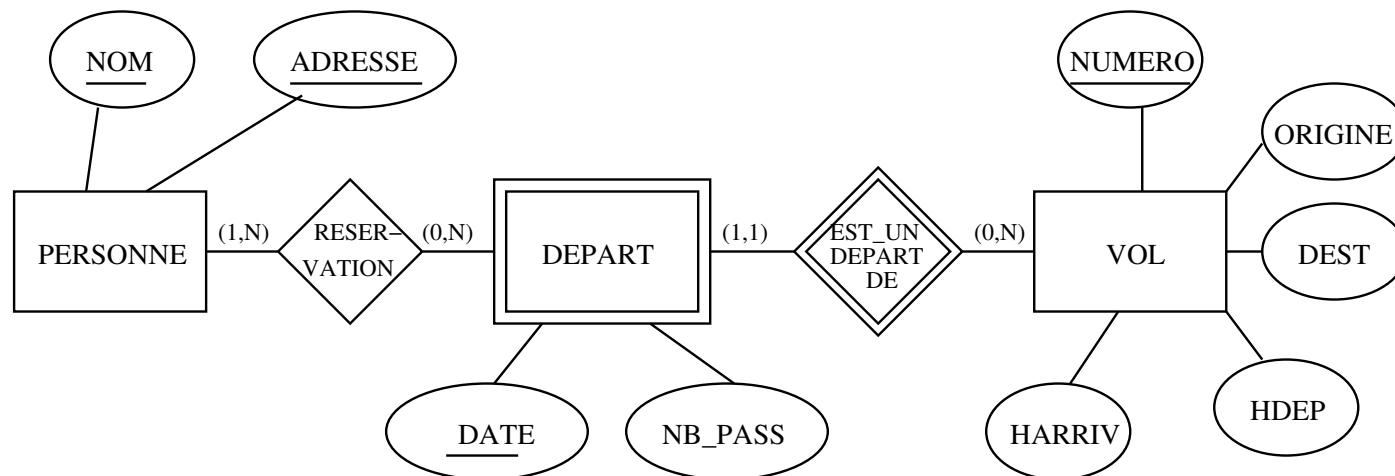 NOM
ADRESSE
NUMERO
ORIGINE
PERSONNE
(1,N)
RESER–
VATION
(0,N)
DEPART
(1,1)
EST_UN
DEPART
DE
(0,N)
VOL
DEST
DATE
NB_PASS
HARRIV
HDEP